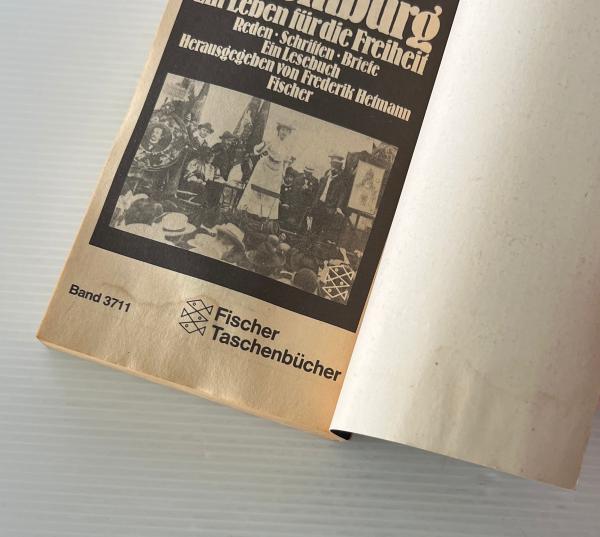 Ein Leben für die Freiheit
Reden · Schriften · Briefe
Ein Lesebuch
Herausgegeben von Frederik Hetmann
Fischer
Band 3711
Fischer
Taschenbücher